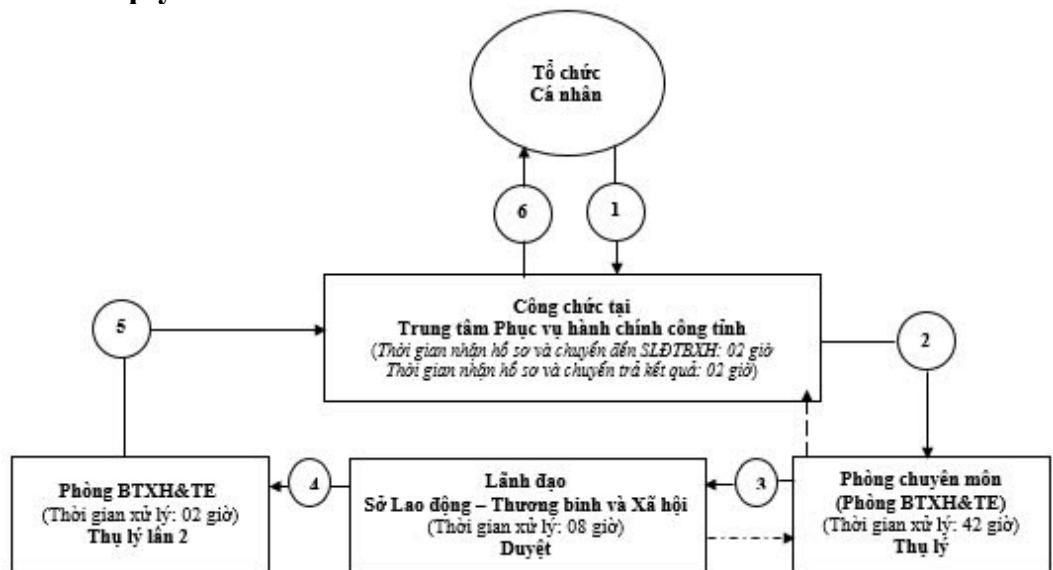 Tổ chức
Cá nhân
6
1
Công chức tại
Trung tâm Phục vụ hành chính công tỉnh
(Thời gian nhận hồ sơ và chuyển đến SLĐTBXH: 02 giờ
Thời gian nhận hồ sơ và chuyển trả kết quả: 02 giờ)
5
2
Phòng BTXH&TE
(Thời gian xử lý: 02 giờ)
Thụ lý lần 2
4
Lãnh đạo
Sở Lao động – Thương binh và Xã hội
(Thời gian xử lý: 08 giờ)
Duyệt
3
Phòng chuyên môn
(Phòng BTXH&TE)
(Thời gian xử lý: 42 giờ)
Thụ lý